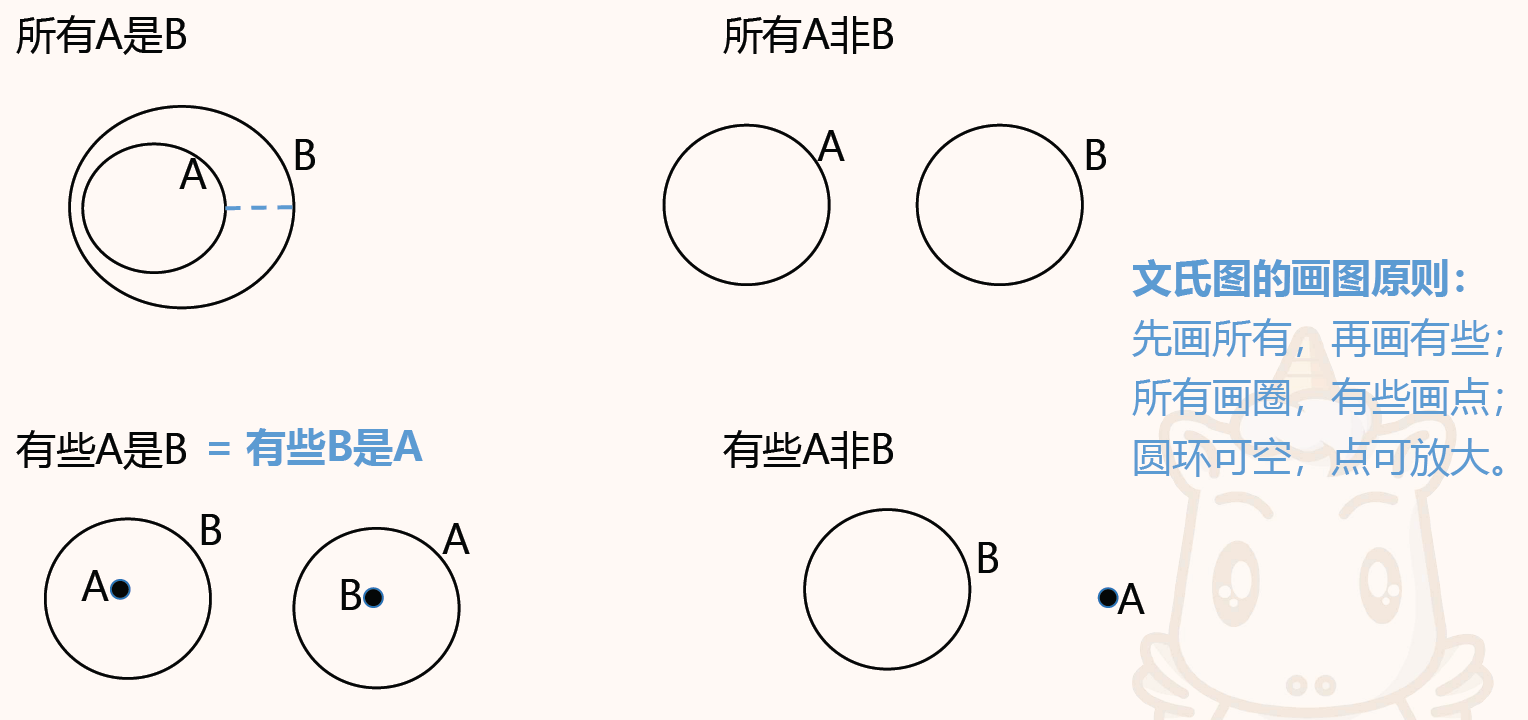 所有A是B
所有A非B
A
B
A
B
文氏图的画图原则：
先画所有，再画有些；
所有画圈，有些画点；
圆环可空，点可放大。
有些A是B = 有些B是A
有些A非B
B
A
A
B
B
A